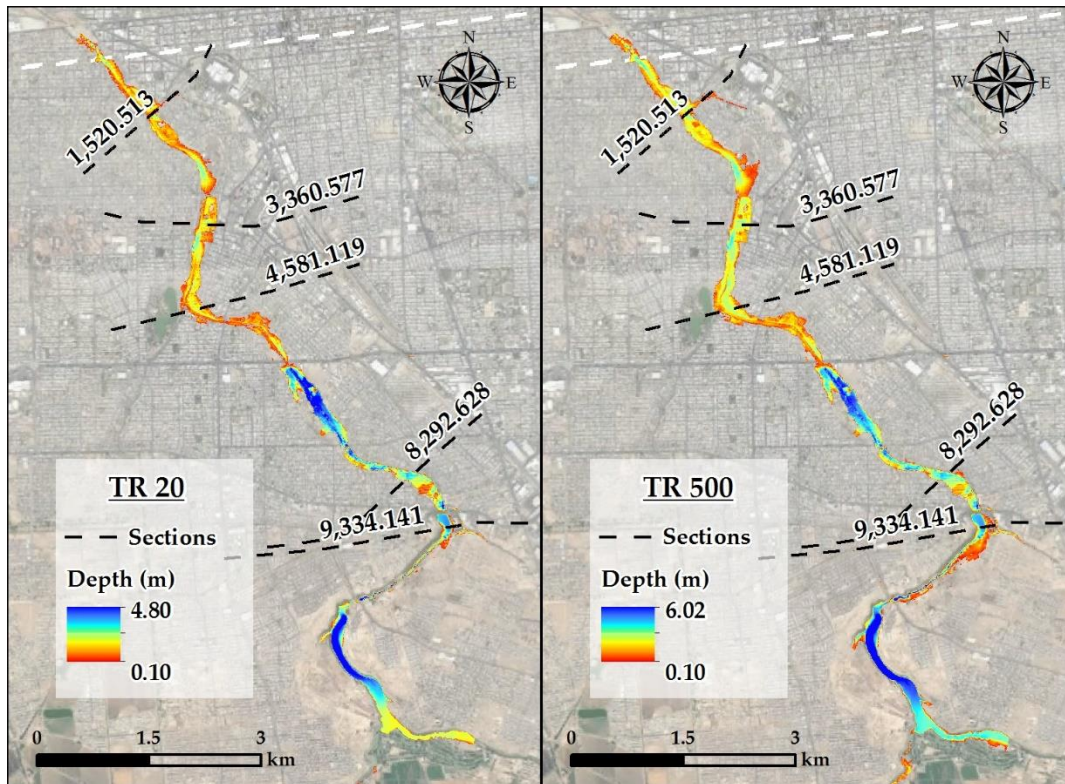 N
W E
S
1,520.513
3,360.577
4,581.119
8,292.628
9,334.141
TR 20
Sections
Depth (m)
4.80
0.10
0 1.5 3
km
N
W E
S
1,520.513
3,360.577
4,581.119
8,292.628
9,334.141
TR 500
Sections
Depth (m)
6.02
0.10
0 1.5 3
km